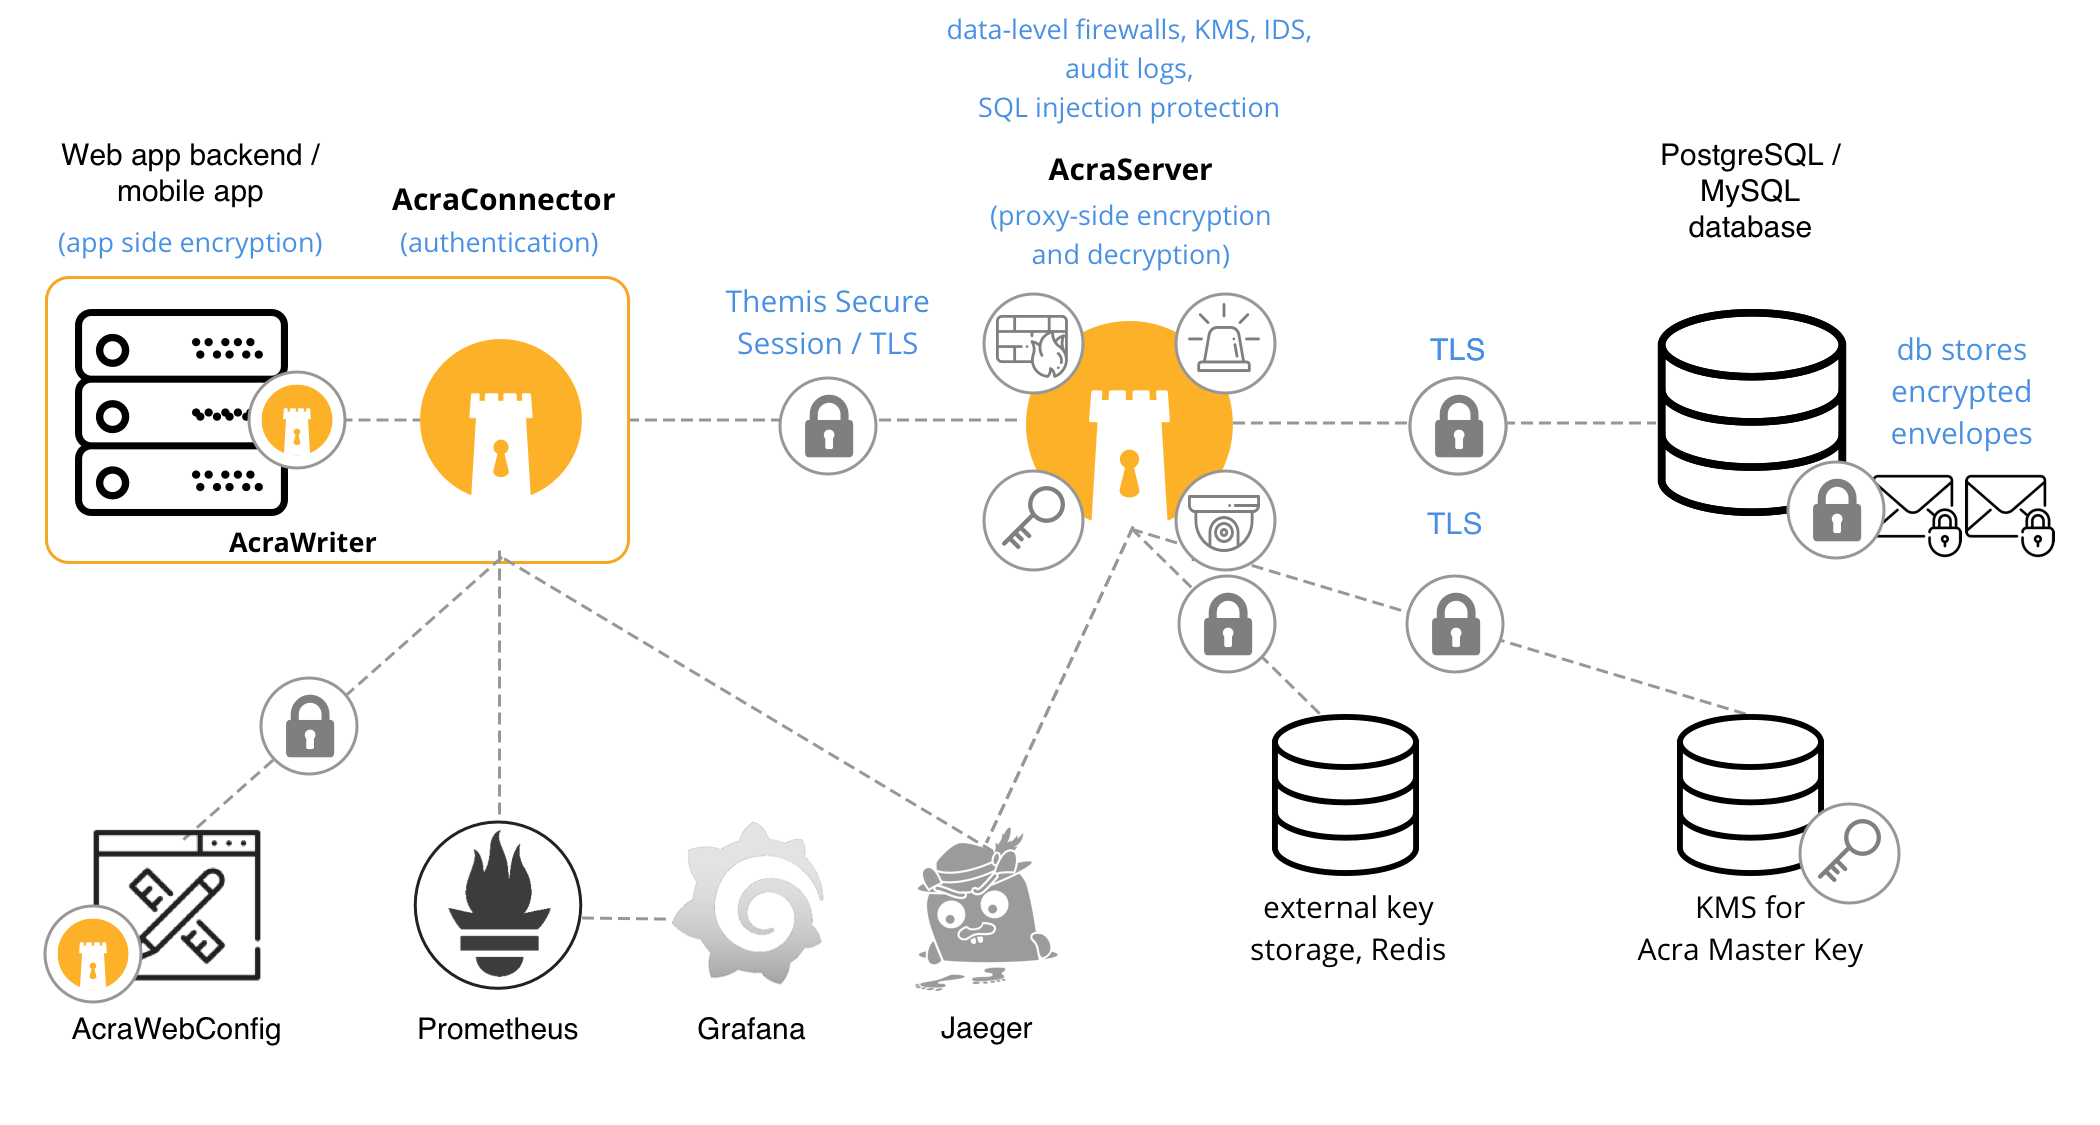 data-level firewalls, KMS, IDS,
audit logs,
SQL injection protection
Web app backend /
mobile app
(app side encryption)
AcraConnector
(authentication)
AcraServer
(proxy-side encryption
and decryption)
PostgreSQL /
MySQL
database
Themis Secure
Session / TLS
TLS
db stores
encrypted
envelopes
AcraWriter
TLS
external key
storage, Redis
KMS for
Acra Master Key
AcraWebConfig
Prometheus
Grafana
Jaeger